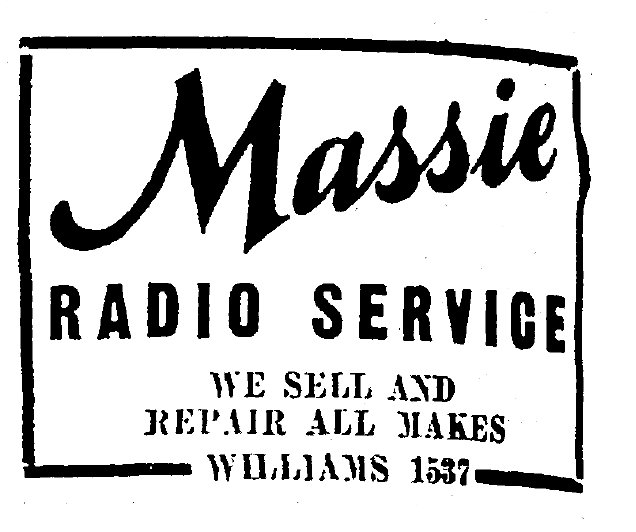 Massie
RADIO SERVICE
WE SELL AND
REPAIR ALL MAKES
WILLIAMS 1537